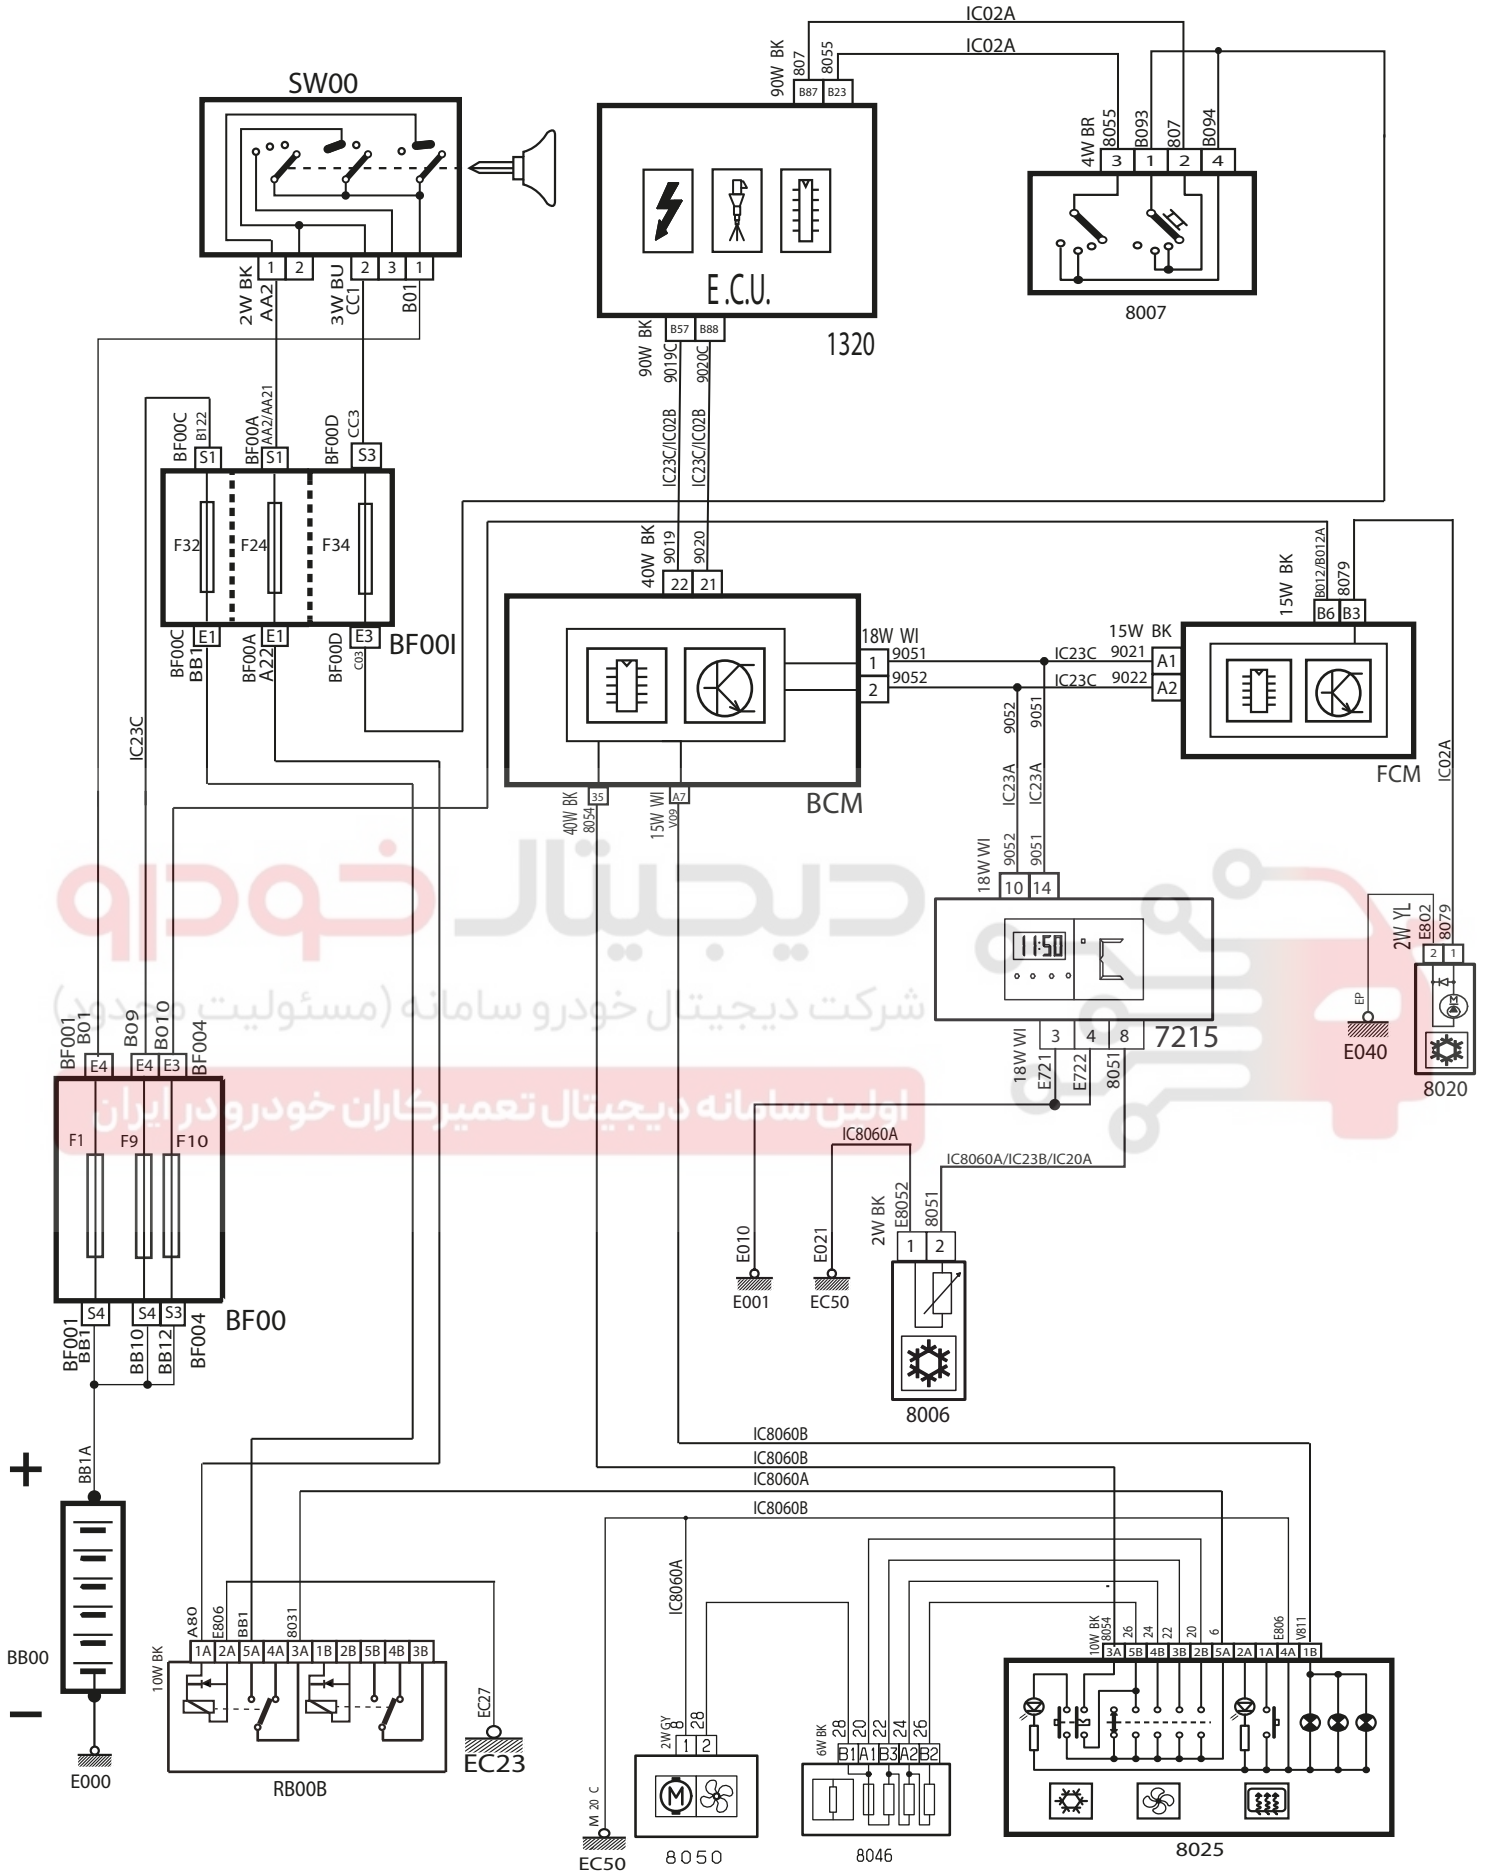 IC02A
IC02A
SW00
90W BK
807
8055
B87
B23
4W BR
8055
B093
807
B094
3
1
2
4
8007
E.C.U.
1320
1
2
2
3
1
2W BK
AA2
3W BU
CC1
B01
B57
B88
90W BK
9019C
9020C
IC23C/IC02B
IC23C/IC02B
BF00C
B122
BF00A
AA2/AA21
BF00D
CC3
S1
S1
S3
F32
F24
F34
E1
E1
E3
BF00I
BF00C
BB1
BF00A
A22
BF00D
C03
40W BK
9019
9020
22
21
18W WI
9051
9052
1
2
IC23C
IC23C
15W BK
9021
9022
A1
A2
15W BK
B012/B012A
8079
B6
B3
FCM
BCM
IC02A
IC23C
9052
9051
IC23A
IC23A
9052
9051
18W WI
10
14
35
A7
40W BK
8054
15W WI
V09
دیجیتال خودرو
شرکت دیجیتال خودرو سامانه (مسئولیت محدود)
اولین سامانه دیجیتال تعمیرکاران خودرو در ایران
11:50
3
4
8
7215
18W WI
E721
E722
8051
2W YL
E802
8079
2
1
EP
E040
8020
BF001
B01
B09
B010
BF004
E4
E4
E3
F1
F9
F10
S4
S4
S3
BF00
BF001
BB1
BB10
BB12
BF004
IC8060A
IC8060A/IC23B/IC20A
2W BK
E8052
8051
1
2
E010
E021
E001
EC50
8006
+
BB1A
BB00
−
E000
IC8060B
IC8060B
IC8060A
IC8060B
IC8060A
10W BK
A80
E806
BB1
8031
1A
2A
5A
4A
3A
1B
2B
5B
4B
3B
RB00B
EC27
EC23
M 20 C
EC50
2W GY
8
28
1
2
M
8050
6W BK
28
20
22
24
26
B1
A1
B3
A2
B2
8046
10W BK
8054
26
24
22
20
6
E806
V811
3A
5B
4B
3B
2B
5A
2A
1A
4A
1B
8025